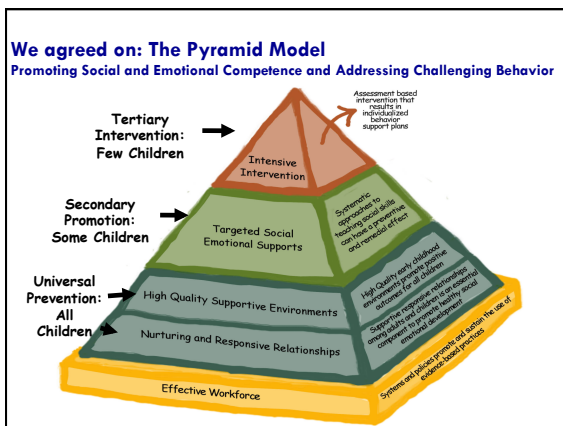 We agreed on: The Pyramid Model
Promoting Social and Emotional Competence and Addressing Challenging Behavior
Assessment based
intervention that
results in
individualized
behavior
support plans
Tertiary
Intervention:
Few Children
Intensive
Intervention
Secondary
Promotion:
Some Children
Targeted Social
Emotional Supports
Systematic
approaches to
teaching social skills
can have a preventive
and remedial effect
Universal
Prevention:
All
Children
High Quality Supportive Environments
High Quality early childhood
environments promote positive
outcomes for all children
Nurturing and Responsive Relationships
Supportive responsive relationships
among adults and children is an essential
component to promote healthy social
emotional development
Effective Workforce
Systems and policies promote and sustain the use of
evidence-based practices